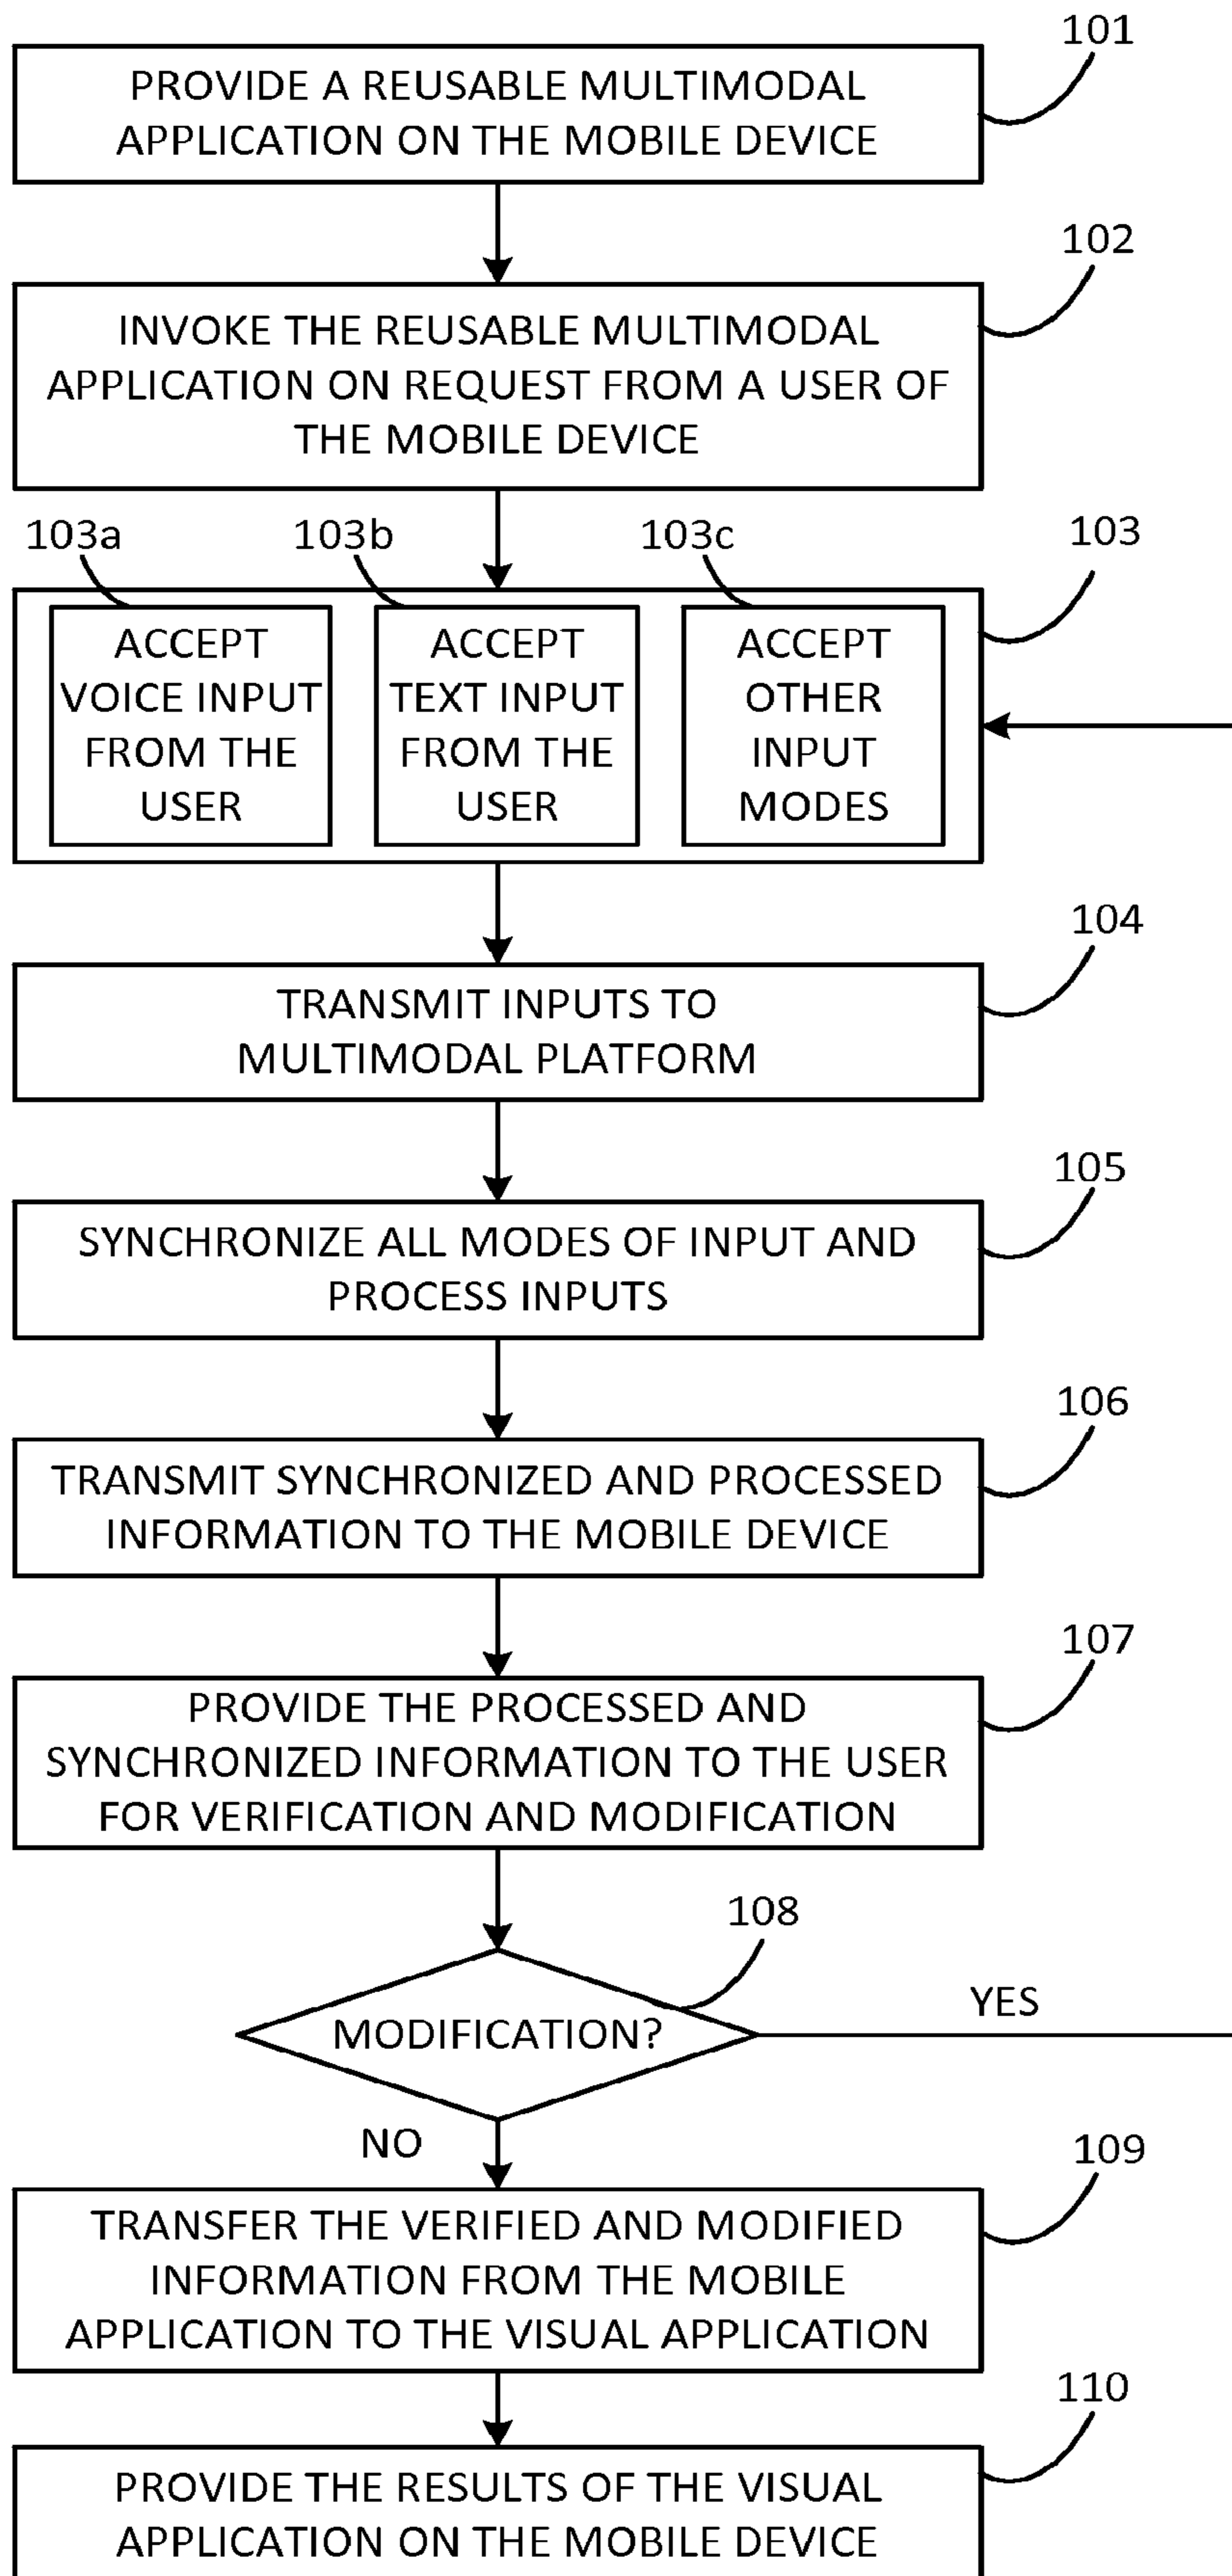 101
PROVIDE A REUSABLE MULTIMODAL
APPLICATION ON THE MOBILE DEVICE
102
INVOKE THE REUSABLE MULTIMODAL
APPLICATION ON REQUEST FROM A USER OF
THE MOBILE DEVICE
103a
103b
103c
103
ACCEPT
VOICE INPUT
FROM THE
USER
ACCEPT
TEXT INPUT
FROM THE
USER
ACCEPT
OTHER
INPUT
MODES
104
TRANSMIT INPUTS TO
MULTIMODAL PLATFORM
105
SYNCHRONIZE ALL MODES OF INPUT AND
PROCESS INPUTS
106
TRANSMIT SYNCHRONIZED AND PROCESSED
INFORMATION TO THE MOBILE DEVICE
107
PROVIDE THE PROCESSED AND
SYNCHRONIZED INFORMATION TO THE USER
FOR VERIFICATION AND MODIFICATION
108
MODIFICATION?
YES
NO
109
TRANSFER THE VERIFIED AND MODIFIED
INFORMATION FROM THE MOBILE
APPLICATION TO THE VISUAL APPLICATION
110
PROVIDE THE RESULTS OF THE VISUAL
APPLICATION ON THE MOBILE DEVICE